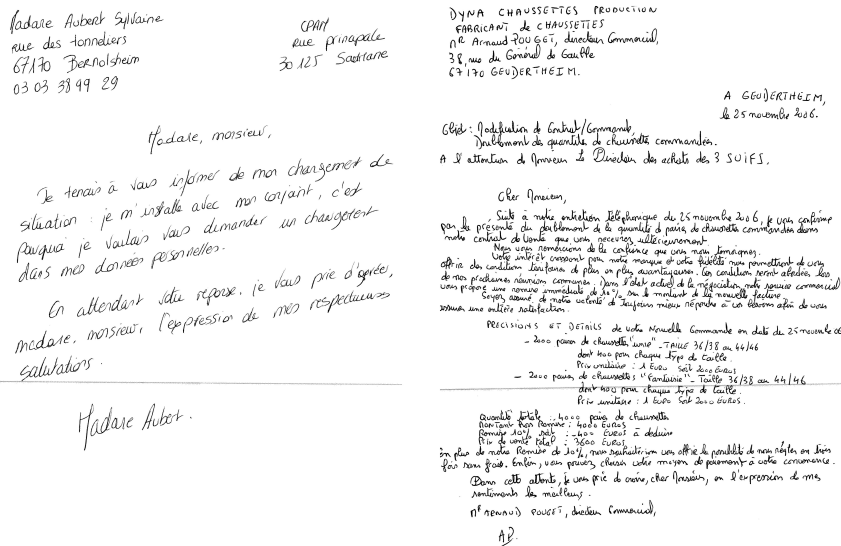 Madame Aubert Sylvaine
rue des tonneliers
67170 Bernolsheim
03 03 38 99 29
CPAM
Rue principale
30 125 Saumane
Madame, monsieur,
Je tenais à vous informer de mon changement de
situation : je m'installe avec mon conjoint, c'est
pourquoi je voulais vous demander un changement
dans mes données personnelles.
En attendant votre réponse, je vous prie d'agréer,
madame, monsieur, l'expression de mes respectueuses
salutations.
Madame Aubert.
DYNA CHAUSSETTES PRODUCTION
FABRICANT de CHAUSSETTES
Mr Arnaud POUGET, directeur Commercial,
38, rue du Général de Gaulle
67170 GEUDERTHEIM.
A GEUDERTHEIM,
le 25 novembre 2006.
Objet : Modification de Contrat/Commande,
Doublement des quantités de chaussettes commandées.
A l'attention de Monsieur le Directeur des achats des 3 SUIFS.
Cher Monsieur,
Suite à notre entretien téléphonique du 25 novembre 2006, je vous confirme
par la présente du doublement de la quantité de paires de chaussettes commandées dans
notre contrat de vente que vous recevrez ultérieurement.
Nous vous remercions de la confiance que vous nous témoignez.
Votre intérêt croissant pour notre marque et votre fidélité nous permettront de vous
offrir des conditions tarifaires de plus en plus avantageuses. Ces conditions seront abordées lors
de nos prochaines réunions communes. Dans l'état actuel de la négociation notre service commercial
vous propose une remise immédiate de 10% sur le montant de la nouvelle facture.
Soyez assuré, de notre volonté de toujours mieux répondre à vos besoins afin de vous
assurer une entière satisfaction.
PRECISIONS ET DETAILS de votre Nouvelle Commande en date du 25 novembre 06
- 2000 paires de chaussettes "unie" - TAILLE 36/38 au 44/46
dont 400 pour chaque type de taille.
Prix unitaire : 1 EURO Soit 2000 EUROS
- 2000 paires de chaussettes "Fantaisie" - Taille 36/38 au 44/46
dont 400 pour chaque type de taille.
Prix unitaire : 1 EURO Soit 2000 EUROS.
Quantité totale : 4000 paires de chaussettes
MONTANT Hors Remise : 4000 EUROS
Remise 10% soit : - 400 EUROS à déduire
Prix de vente total : 3600 EUROS
En plus de notre Remise de 10%, nous souhaiterions vous offrir la possibilité de nous régler en trois
fois sans frais. Enfin, vous pouvez choisir votre moyen de paiement à votre convenance.
Dans cette attente, je vous prie de croire, cher Monsieur, en l'expression de mes
sentiments les meilleurs.
Mr ARNAUD POUGET, directeur Commercial,
AP.